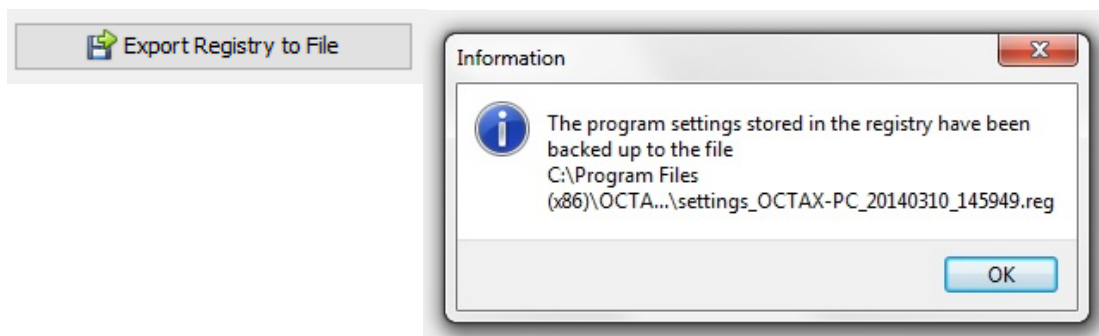 Export Registry to File
Information
The program settings stored in the registry have been
backed up to the file
C:\Program Files
(x86)\OCTA...\settings_OCTAX-PC_20140310_145949.reg
OK